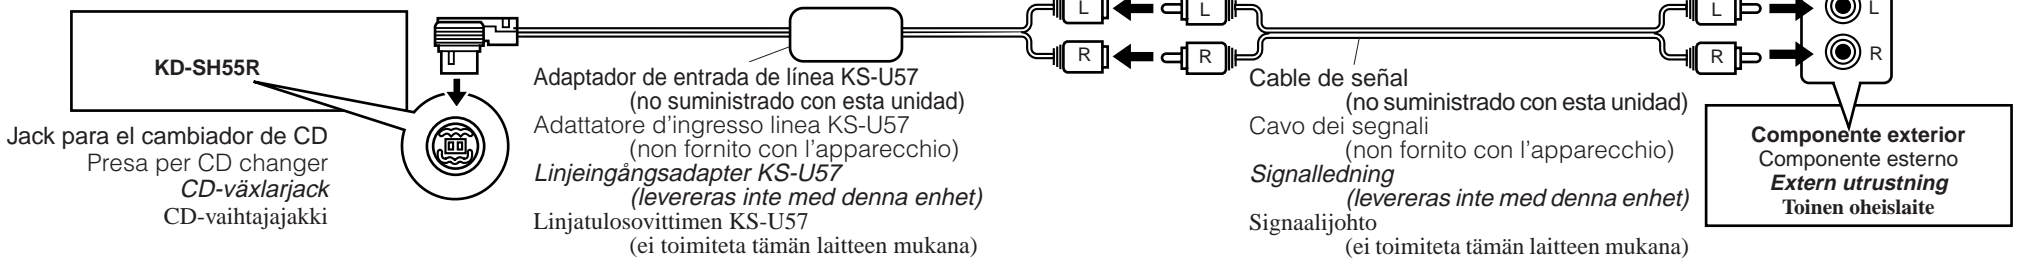 KD-SH55R
Jack para el cambiador de CD
Presa per CD changer
CD-växlarjack
CD-vaihtajajakki
Adaptador de entrada de línea KS-U57
(no suministrado con esta unidad)
Adattatore d'ingresso linea KS-U57
(non fornito con l'apparecchio)
Linjeingångsadapter KS-U57
(levereras inte med denna enhet)
Linjatulosovittimen KS-U57
(ei toimiteta tämän laitteen mukana)
L
R
L
R
Cable de señal
(no suministrado con esta unidad)
Cavo dei segnali
(non fornito con l'apparecchio)
Signalledning
(levereras inte med denna enhet)
Signaalijohto
(ei toimiteta tämän laitteen mukana)
L
R
L
R
Componente exterior
Componente esterno
Extern utrustning
Toinen oheislaite